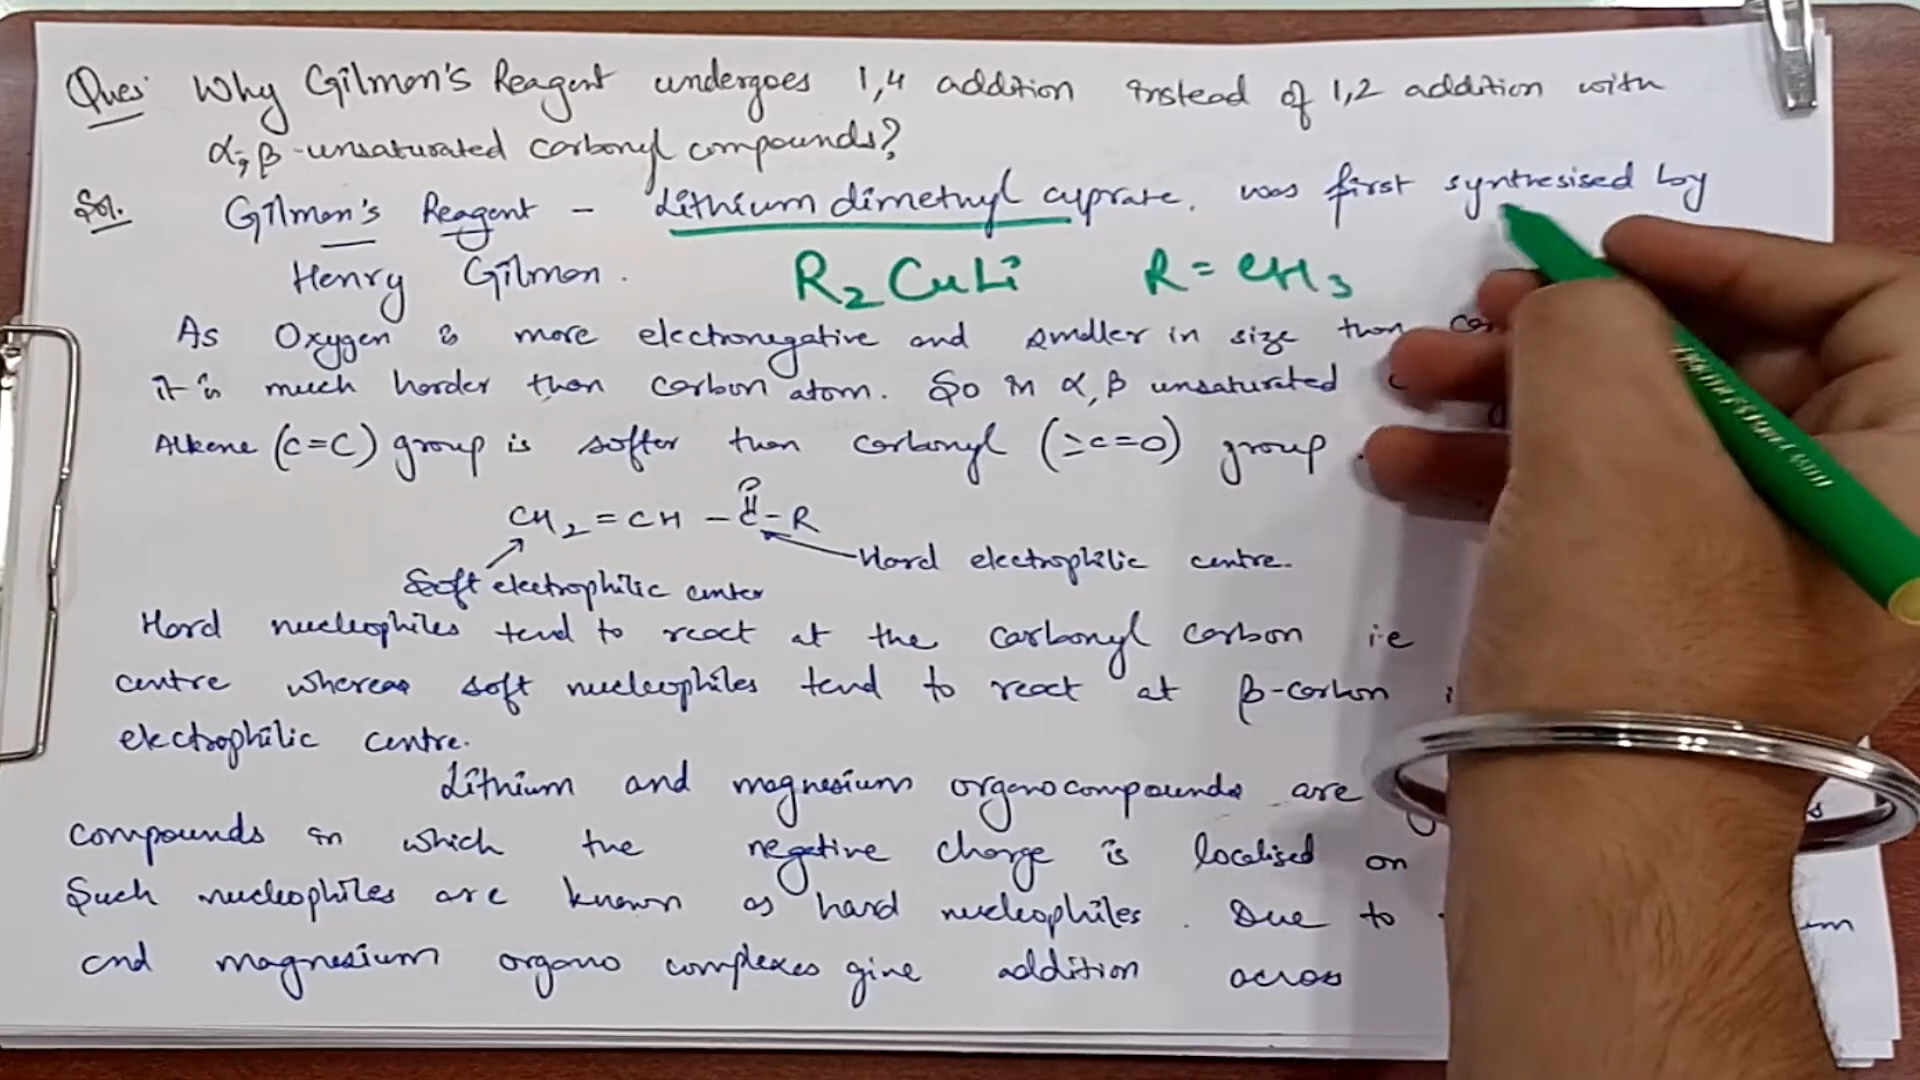 Ques: Why Gilman's Reagent undergoes 1,4 addition instead of 1,2 addition with
α,β-unsaturated carbonyl compounds?
Sol. Gilman's Reagent - Lithium dimethyl cuprate. was first synthesised by
Henry Gilman. R₂CuLi R = CH₃
As Oxygen is more electronegative and smaller in size than
it is much harder than carbon atom. So in α,β unsaturated
Alkene (C=C) group is softer than carbonyl (>C=O) group
CH₂=CH-C-R
O
Soft electrophilic center
Hard electrophilic centre.
Hard nucleophiles tend to react at the carbonyl carbon i.e
centre whereas soft nucleophiles tend to react at β-carbon
electrophilic centre.
Lithium and magnesium organocompounds are
compounds in which the negative charge is localised on
Such nucleophiles are known as hard nucleophiles. Due to
and magnesium organo complexes give addition across